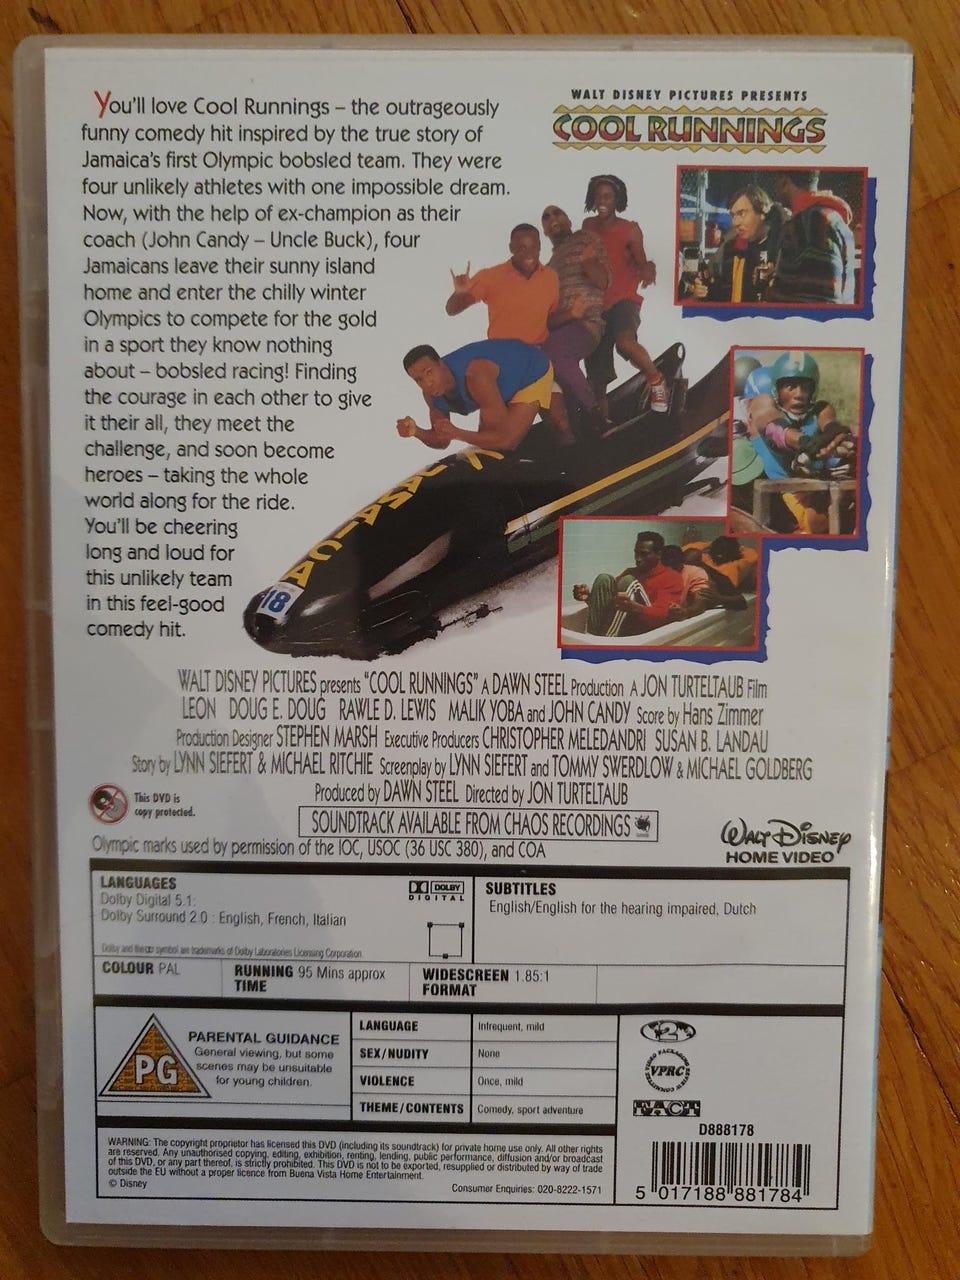 You'll love Cool Runnings – the outrageously
funny comedy hit inspired by the true story of
Jamaica's first Olympic bobsled team. They were
four unlikely athletes with one impossible dream.
Now, with the help of ex-champion as their
coach (John Candy – Uncle Buck), four
Jamaicans leave their sunny island
home and enter the chilly winter
Olympics to compete for the gold
in a sport they know nothing
about – bobsled racing! Finding
the courage in each other to give
it their all, they meet the
challenge, and soon become
heroes – taking the whole
world along for the ride.
You'll be cheering
long and loud for
this unlikely team
in this feel-good
comedy hit.
WALT DISNEY PICTURES PRESENTS
COOL RUNNINGS
JAMAICA
18
WALT DISNEY PICTURES presents "COOL RUNNINGS" A DAWN STEEL Production A JON TURTELTAUB Film
LEON DOUG E. DOUG RAWLE D. LEWIS MALIK YOBA and JOHN CANDY Score by Hans Zimmer
Production Designer STEPHEN MARSH Executive Producers CHRISTOPHER MELEDANDRI SUSAN B. LANDAU
Story by LYNN SIEFERT & MICHAEL RITCHIE Screenplay by LYNN SIEFERT and TOMMY SWERDLOW & MICHAEL GOLDBERG
Produced by DAWN STEEL Directed by JON TURTELTAUB
This DVD is
copy protected.
SOUNDTRACK AVAILABLE FROM CHAOS RECORDINGS
Olympic marks used by permission of the IOC, USOC (36 USC 380), and COA
WALT DISNEY
HOME VIDEO
LANGUAGES
Dolby Digital 5.1:
Dolby Surround 2.0 : English, French, Italian
DOLBY
DIGITAL
Dolby and the symbol are trademarks of Dolby Laboratories Licensing Corporation.
SUBTITLES
English/English for the hearing impaired, Dutch
COLOUR PAL
RUNNING 95 Mins approx
TIME
WIDESCREEN 1.85:1
FORMAT
PG
PARENTAL GUIDANCE
General viewing, but some
scenes may be unsuitable
for young children.
LANGUAGE Infrequent, mild
SEX/NUDITY None
VIOLENCE Once, mild
THEME/CONTENTS Comedy, sport adventure
2
VIDEO PACKAGING REVIEW COMMITTEE
VPRC
FACT
D888178
5 017188 881784
WARNING: The copyright proprietor has licensed this DVD (including its soundtrack) for private home use only. All other rights
are reserved. Any unauthorised copying, editing, exhibition, renting, lending, public performance, diffusion and/or broadcast
of this DVD, or any part thereof, is strictly prohibited. This DVD is not to be exported, resupplied or distributed by way of trade
outside the EU without a proper licence from Buena Vista Home Entertainment.
© Disney
Consumer Enquiries: 020-8222-1571